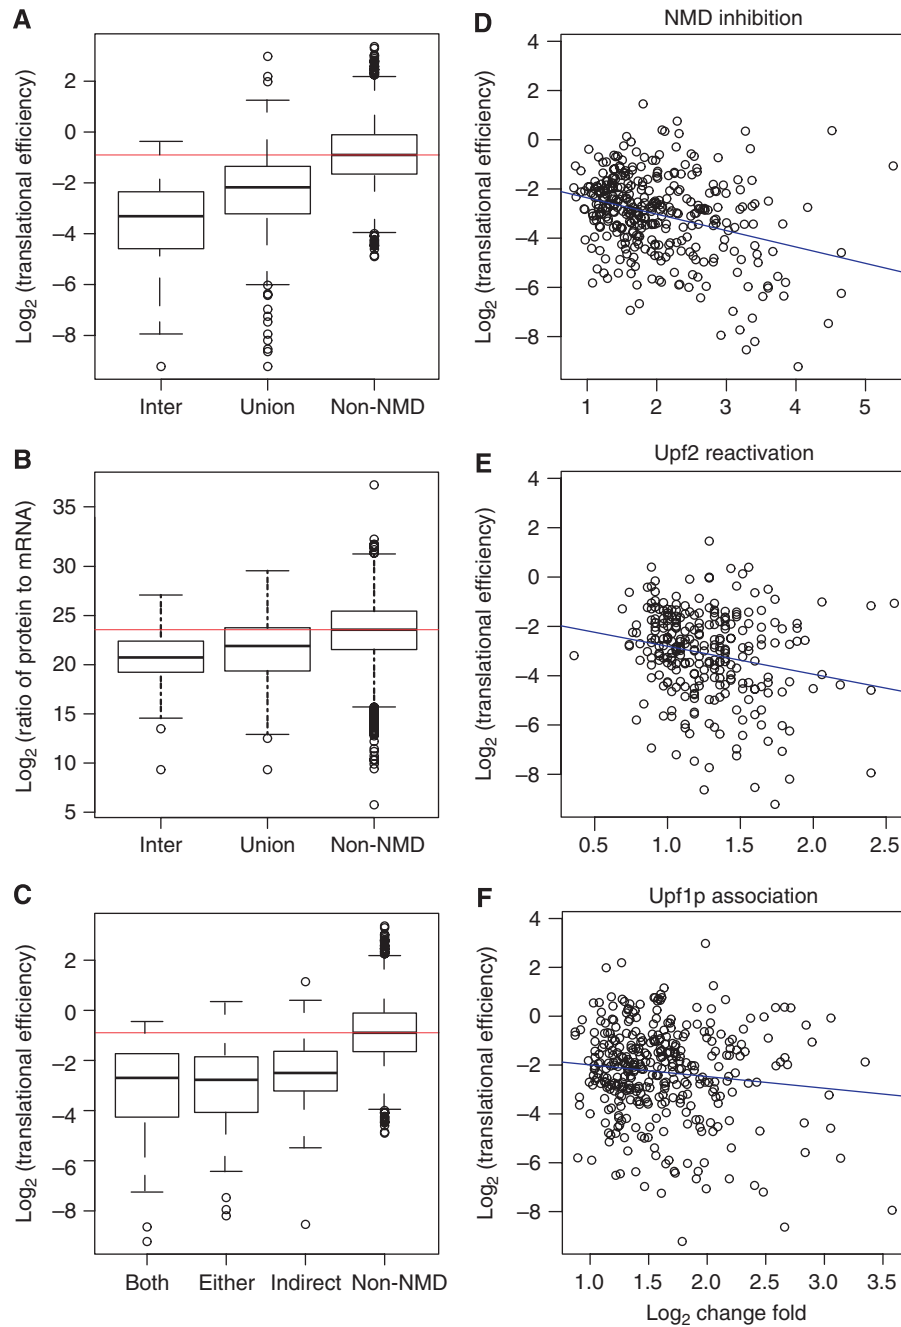 A
Log2 (translational efficiency)
2
0
−2
−4
−6
−8
Inter Union Non-NMD
B
Log2 (ratio of protein to mRNA)
35
30
25
20
15
10
5
Inter Union Non-NMD
C
Log2 (translational efficiency)
2
0
−2
−4
−6
−8
Both Either Indirect Non-NMD
D
NMD inhibition
Log2 (translational efficiency)
4
2
0
−2
−4
−6
−8
1 2 3 4 5
E
Upf2 reactivation
Log2 (translational efficiency)
4
2
0
−2
−4
−6
−8
0.5 1.0 1.5 2.0 2.5
F
Upf1p association
Log2 (translational efficiency)
4
2
0
−2
−4
−6
−8
1.0 1.5 2.0 2.5 3.0 3.5
Log2 change fold